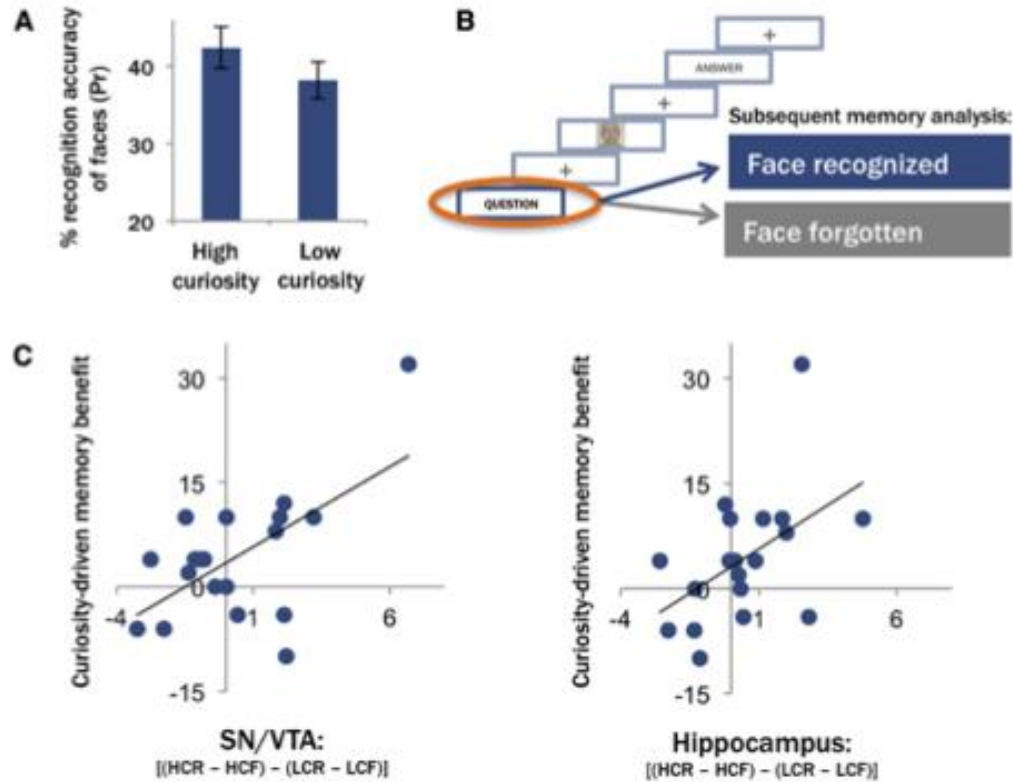 A
% recognition accuracy
of faces (Pr)
40
30
20
High
curiosity
Low
curiosity
B
+
ANSWER
+
+
QUESTION
Subsequent memory analysis:
Face recognized
Face forgotten
C
Curiosity-driven memory benefit
30
15
0
-15
-4
1
6
SN/VTA:
[(HCR – HCF) – (LCR – LCF)]
Curiosity-driven memory benefit
30
15
0
-15
-4
1
6
Hippocampus:
[(HCR – HCF) – (LCR – LCF)]